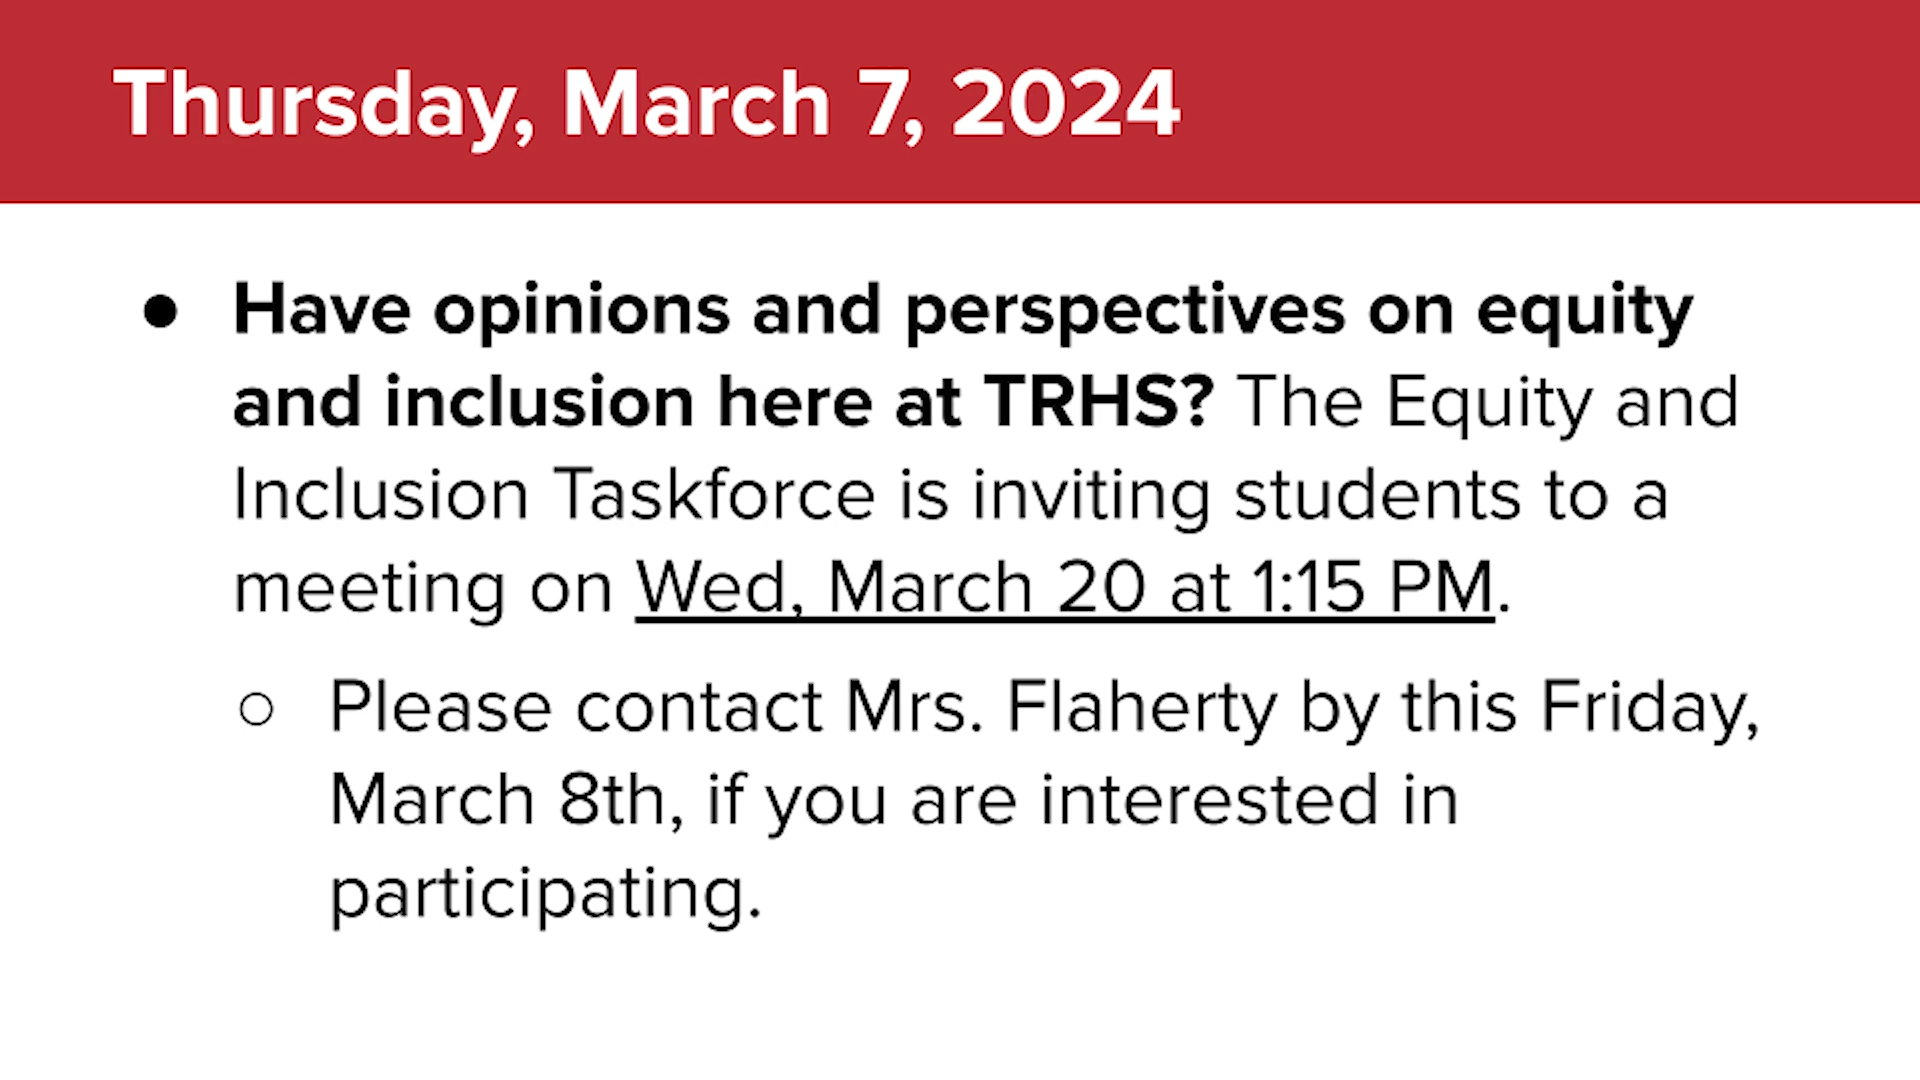 Thursday, March 7, 2024
● Have opinions and perspectives on equity
and inclusion here at TRHS? The Equity and
Inclusion Taskforce is inviting students to a
meeting on Wed, March 20 at 1:15 PM.
○ Please contact Mrs. Flaherty by this Friday,
March 8th, if you are interested in
participating.